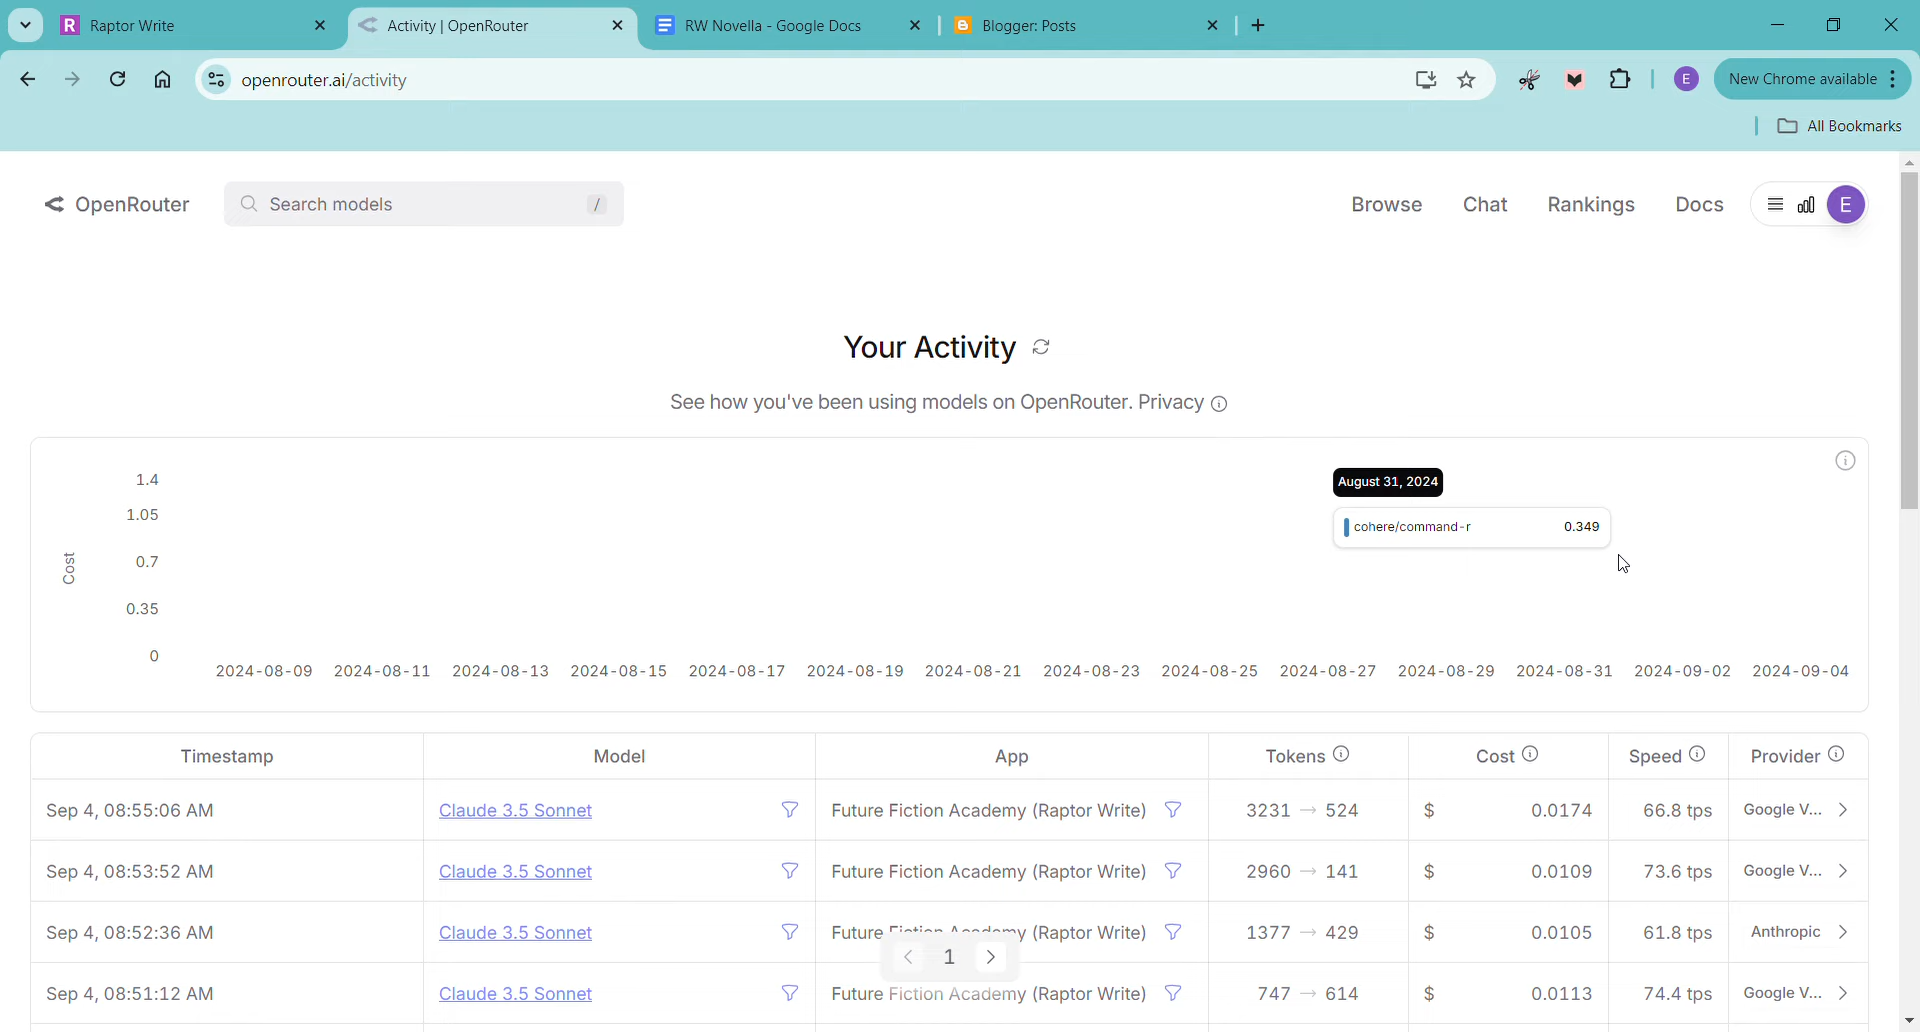 Raptor Write
Activity | OpenRouter
RW Novella - Google Docs
Blogger: Posts
openrouter.ai/activity
E
New Chrome available
All Bookmarks
OpenRouter
Search models
/
Browse
Chat
Rankings
Docs
E
Your Activity
See how you've been using models on OpenRouter. Privacy
1.4
1.05
0.7
0.35
0
Cost
August 31, 2024
cohere/command-r 0.349
2024-08-09 2024-08-11 2024-08-13 2024-08-15 2024-08-17 2024-08-19 2024-08-21 2024-08-23 2024-08-25 2024-08-27 2024-08-29 2024-08-31 2024-09-02 2024-09-04
Timestamp Model App Tokens Cost Speed Provider
Sep 4, 08:55:06 AM Claude 3.5 Sonnet Future Fiction Academy (Raptor Write) 3231 → 524 $ 0.0174 66.8 tps Google V...
Sep 4, 08:53:52 AM Claude 3.5 Sonnet Future Fiction Academy (Raptor Write) 2960 → 141 $ 0.0109 73.6 tps Google V...
Sep 4, 08:52:36 AM Claude 3.5 Sonnet Future Fiction Academy (Raptor Write) 1377 → 429 $ 0.0105 61.8 tps Anthropic
1
Sep 4, 08:51:12 AM Claude 3.5 Sonnet Future Fiction Academy (Raptor Write) 747 → 614 $ 0.0113 74.4 tps Google V...